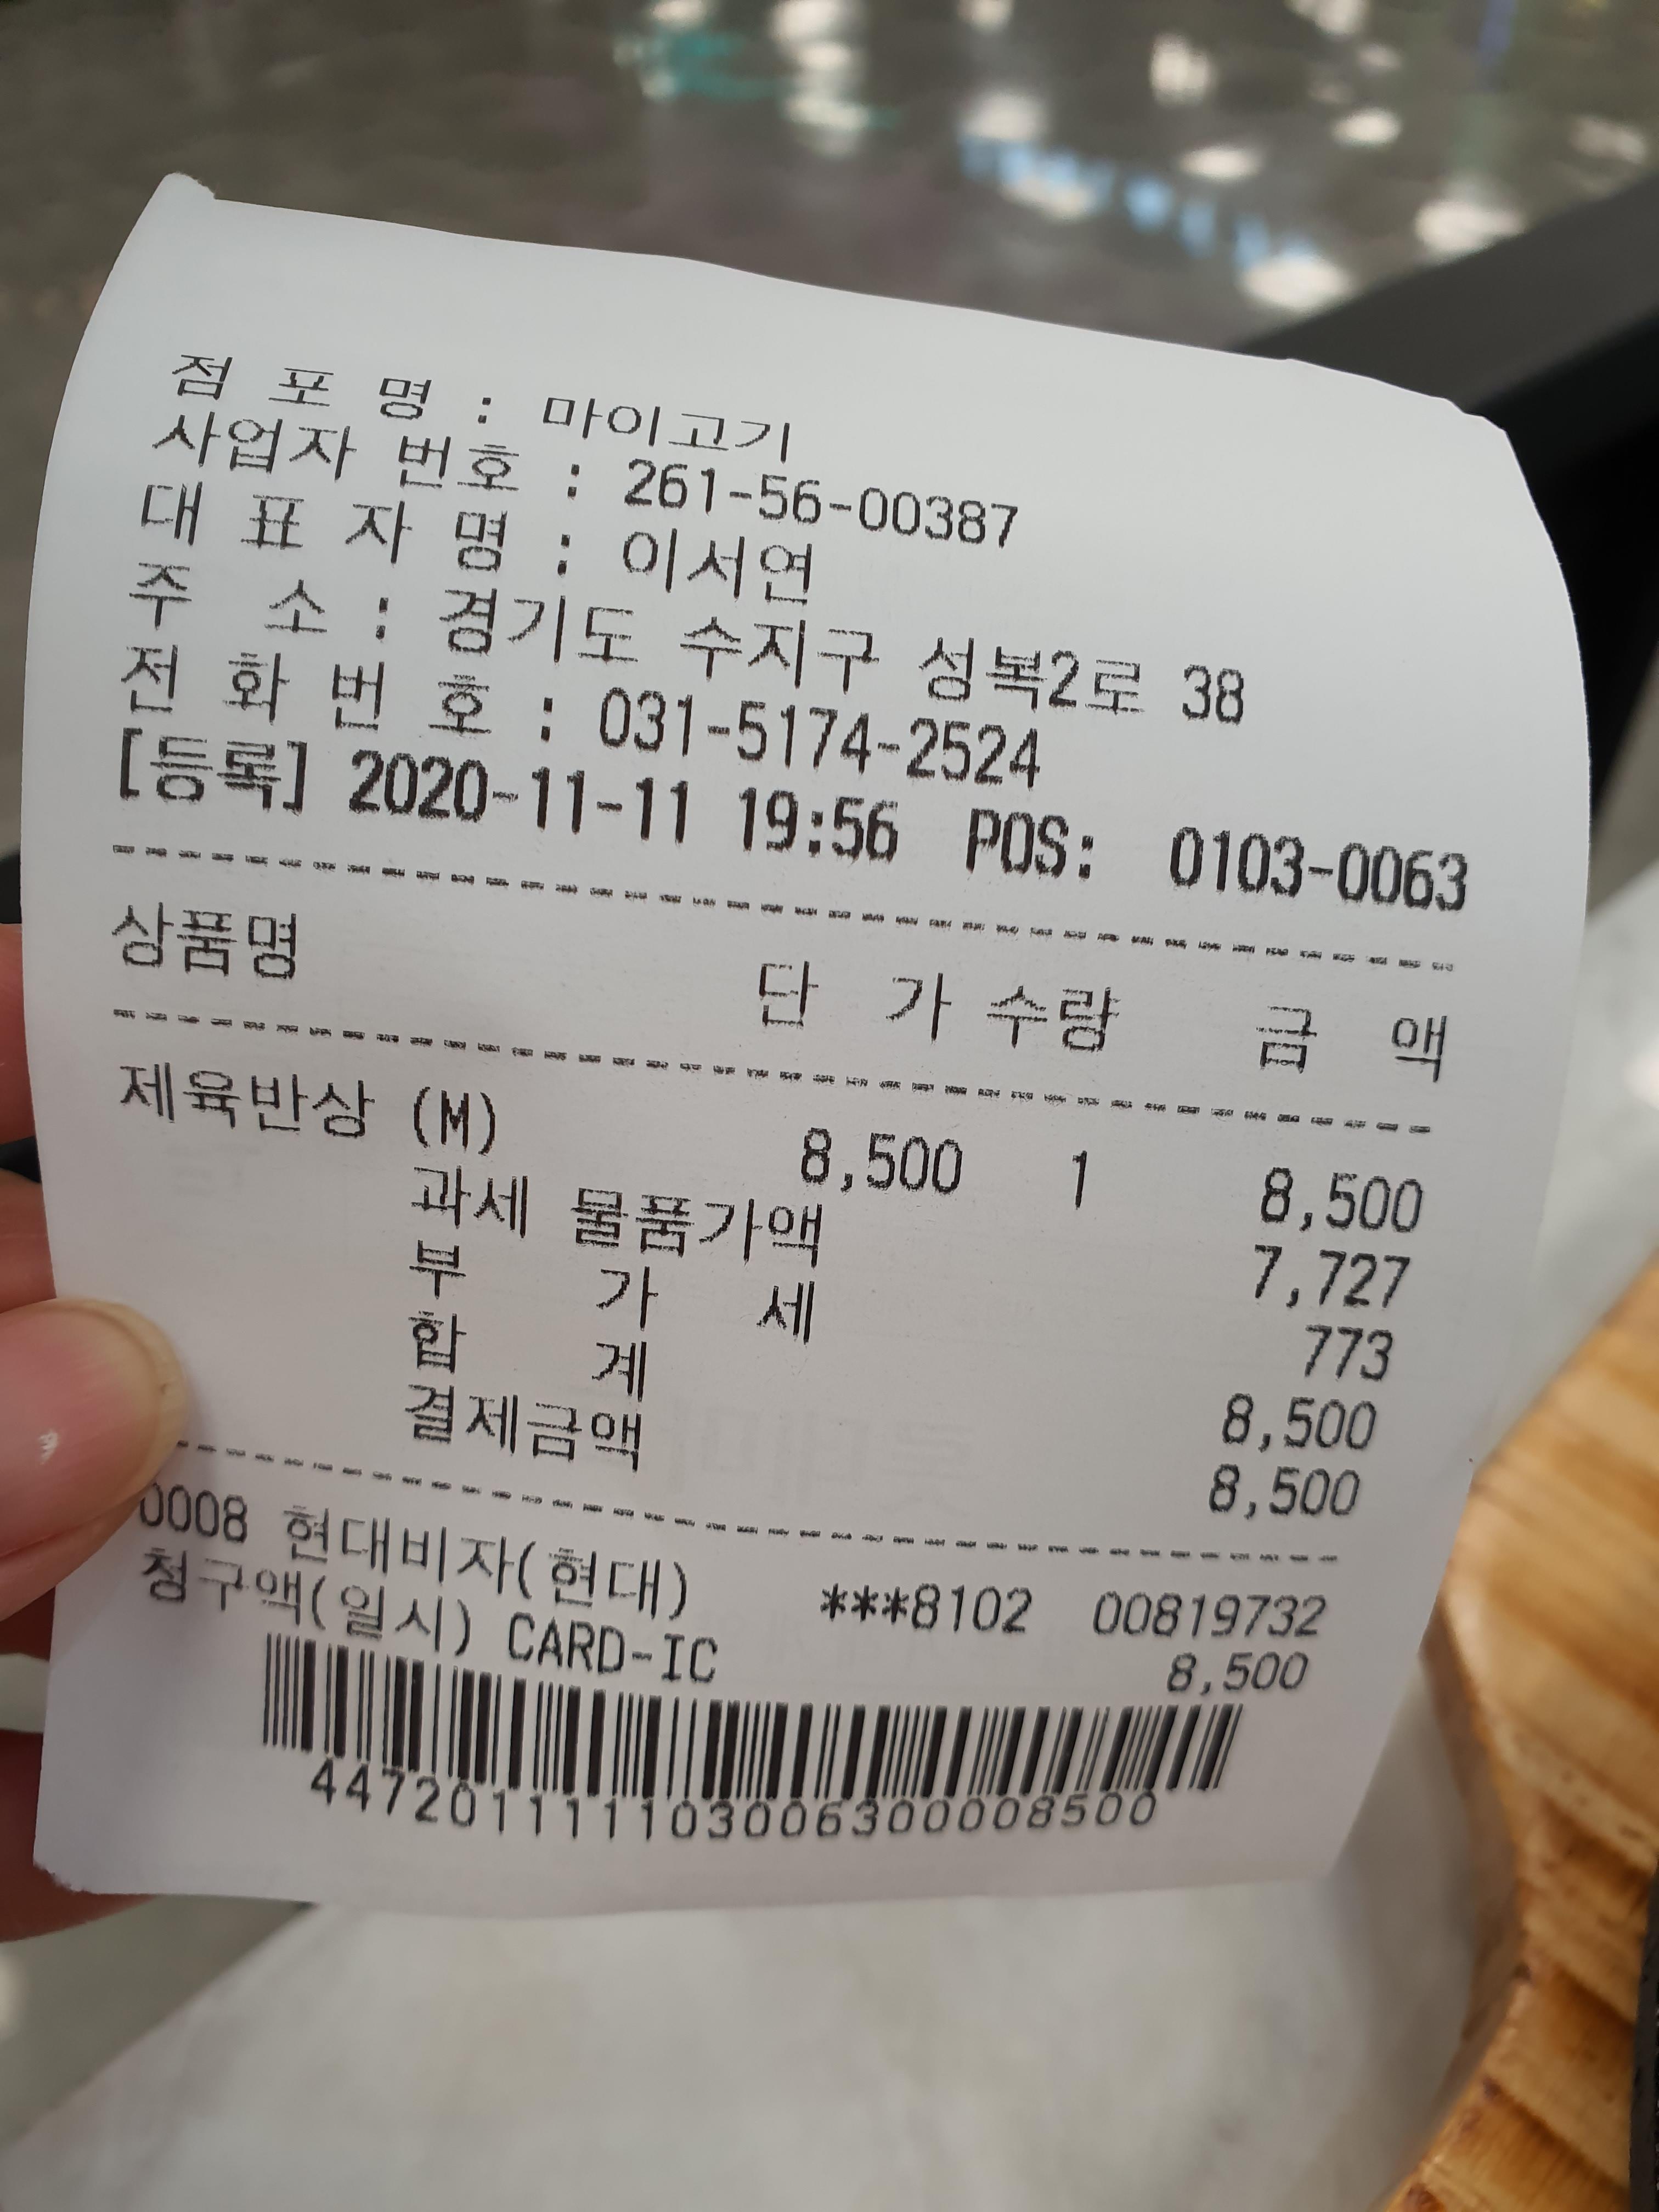 점 포 명 : 마이고기
사업자 번호 : 261-56-00387
대 표 자 명 : 이서연
주 소 : 경기도 수지구 성복2로 38
전 화 번 호 : 031-5174-2524
[등록] 2020-11-11 19:56 POS: 0103-0063
상품명 단 가 수량 금 액
제육반상 (M) 8,500 1 8,500
과세 물품가액 7,727
부 가 세 773
합 계 8,500
결제금액 8,500
0008 현대비자(현대) ***8102 00819732
청구액(일시) CARD-IC 8,500
447201111103006300008500